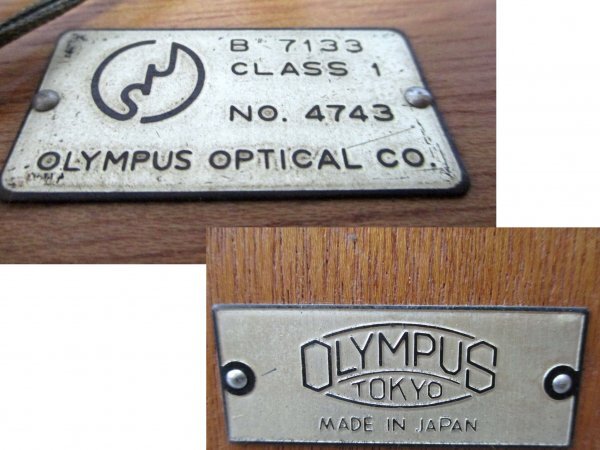 B 7133
CLASS 1
NO. 4743
OLYMPUS OPTICAL CO.
OLYMPUS
TOKYO
MADE IN JAPAN